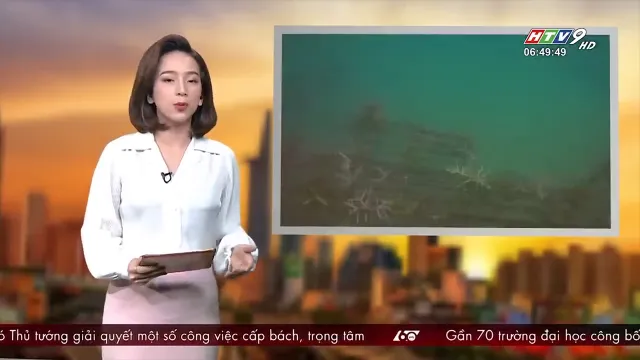 HTV9 HD
06:49:49
ó Thủ tướng giải quyết một số công việc cấp bách, trọng tâm
60
Gần 70 trường đại học công bố